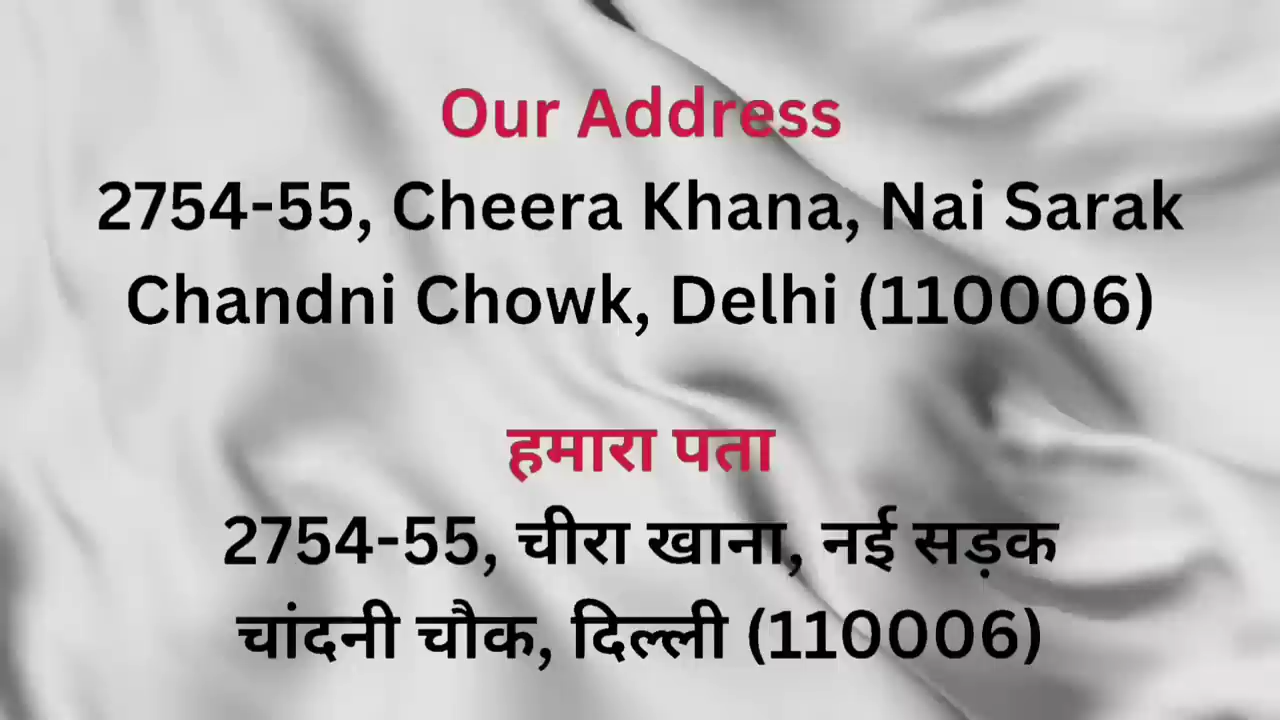 Our Address
2754-55, Cheera Khana, Nai Sarak
Chandni Chowk, Delhi (110006)
हमारा पता
2754-55, चीरा खाना, नई सड़क
चांदनी चौक, दिल्ली (110006)